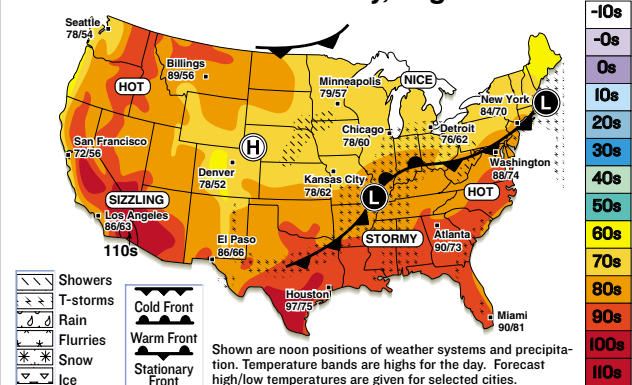 Seattle
78/54
Billings
89/56
HOT
Minneapolis
79/57
NICE
New York
84/70
L
San Francisco
72/56
H
Denver
78/52
Chicago
78/60
Detroit
76/62
Kansas City
78/62
L
Washington
88/74
HOT
SIZZLING
Los Angeles
86/63
110s
El Paso
86/66
STORMY
Atlanta
90/73
Houston
97/75
Miami
90/81
Showers
T-storms
Rain
Flurries
Snow
Ice
Cold Front
Warm Front
Stationary
Front
Shown are noon positions of weather systems and precipita-
tion. Temperature bands are highs for the day. Forecast
high/low temperatures are given for selected cities.
-10s
-0s
0s
10s
20s
30s
40s
50s
60s
70s
80s
90s
100s
110s